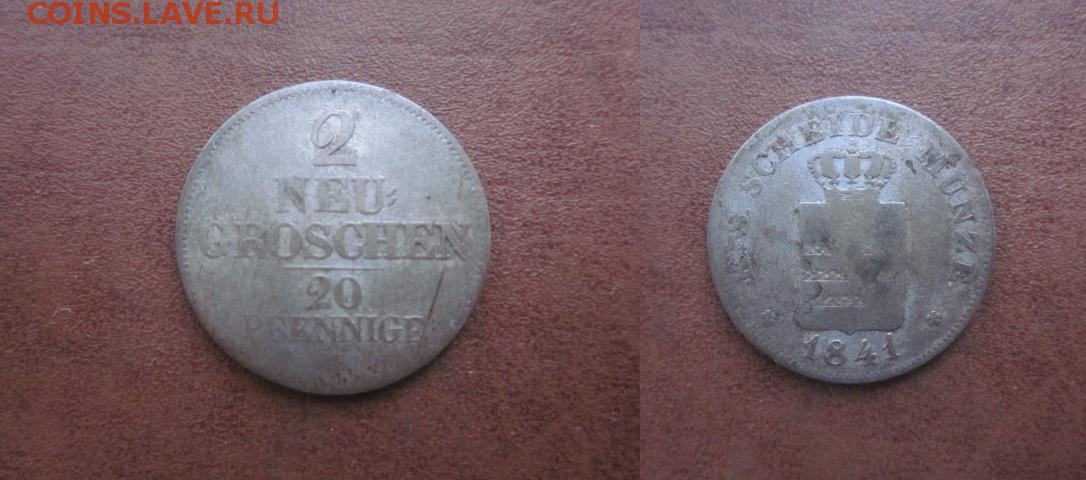 COINS.LAVE.RU
2
NEU-
GROSCHEN
20
PFENNIGE
K·S· SCHEIDE-MÜNZE
1841